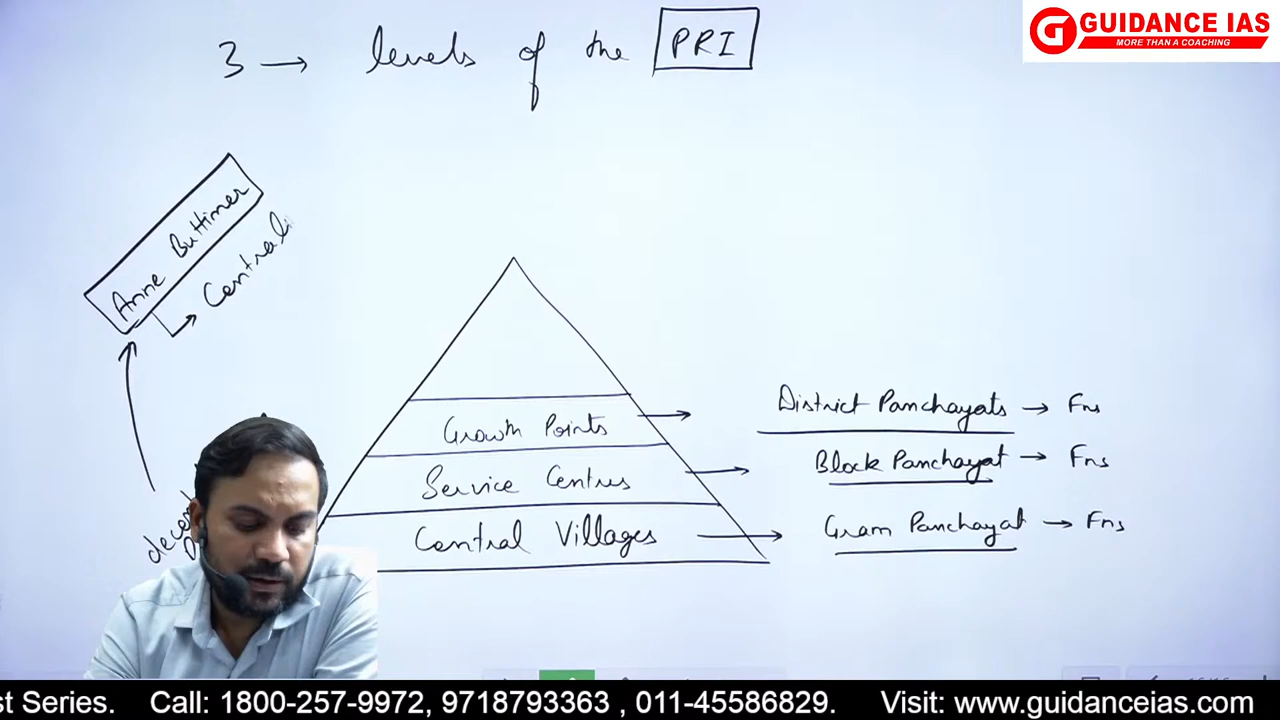 3 → levels of the PRI
GUIDANCE IAS
MORE THAN A COACHING
Anne Buttimer
Growth Points → District Panchayats → Fns
Service Centres → Block Panchayat → Fns
Central Villages → Gram Panchayat → Fns
st Series. Call: 1800-257-9972, 9718793363 , 011-45586829. Visit: www.guidanceias.com